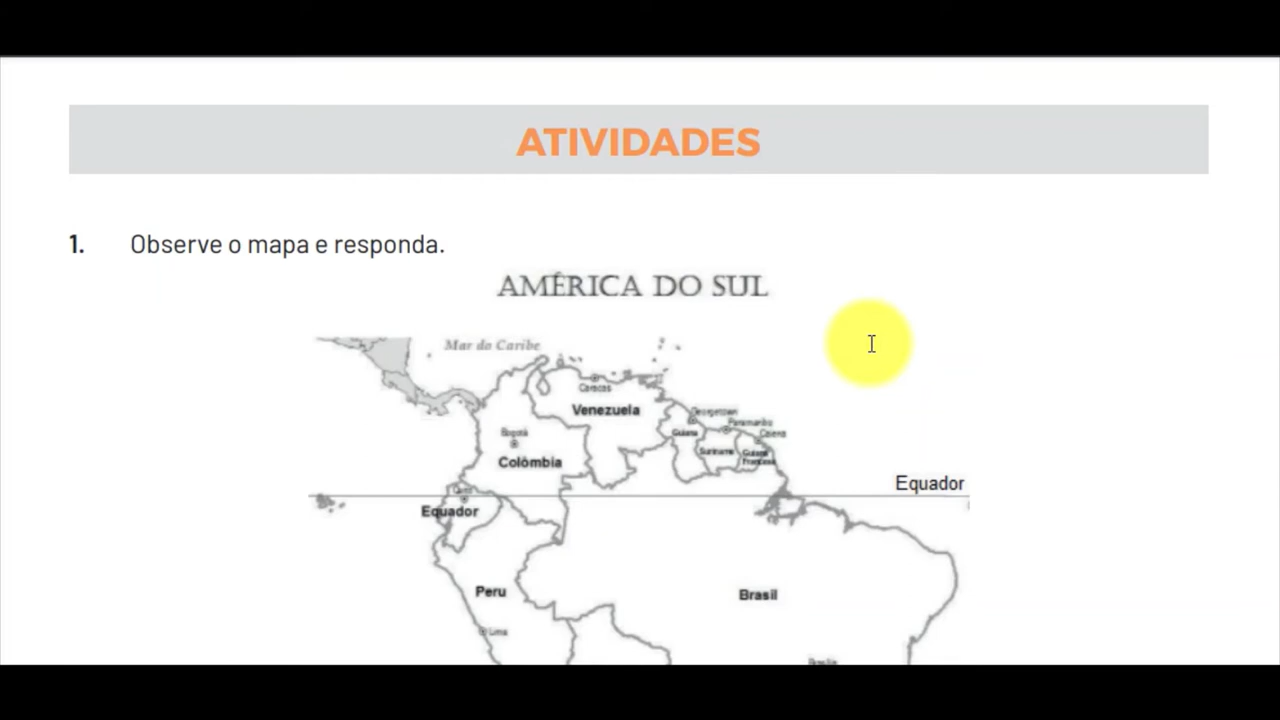 ATIVIDADES
1. Observe o mapa e responda.
AMÉRICA DO SUL
Mar do Caribe
Caracas
Venezuela
Georgetown
Paramaribo
Caiena
Bogotá
Guiana
Suriname
Guiana
Francesa
Colômbia
Equador
Quito
Equador
Peru
Brasil
Lima
Brasília